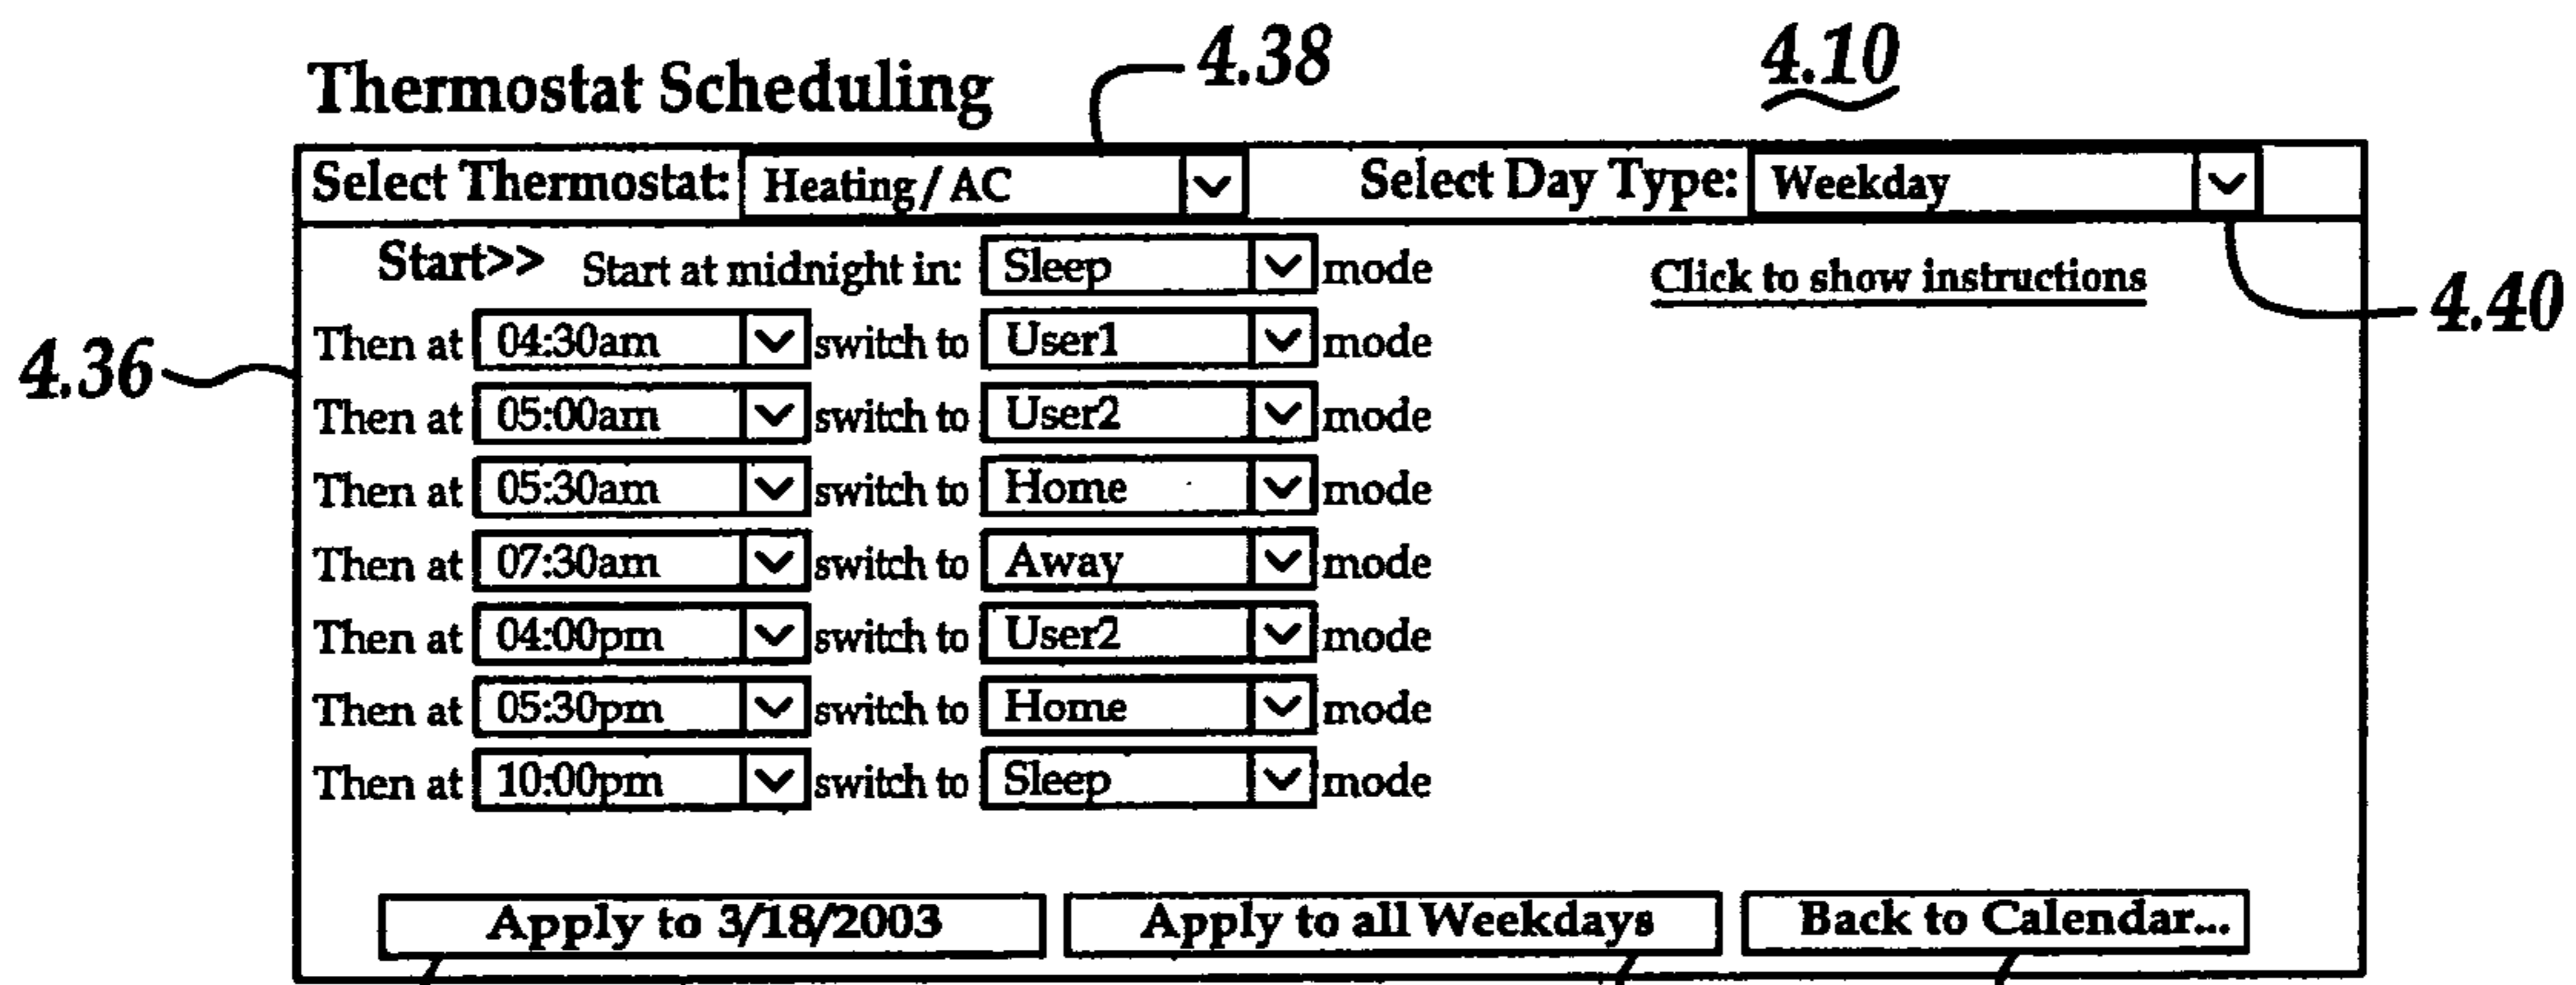 4.38
4.10
Thermostat Scheduling
Select Thermostat: Heating/AC Select Day Type: Weekday
Start>> Start at midnight in: Sleep mode Click to show instructions
4.40
Then at 04:30am switch to User1 mode
4.36
Then at 05:00am switch to User2 mode
Then at 05:30am switch to Home mode
Then at 07:30am switch to Away mode
Then at 04:00pm switch to User2 mode
Then at 05:30pm switch to Home mode
Then at 10:00pm switch to Sleep mode
Apply to 3/18/2003 Apply to all Weekdays Back to Calendar...